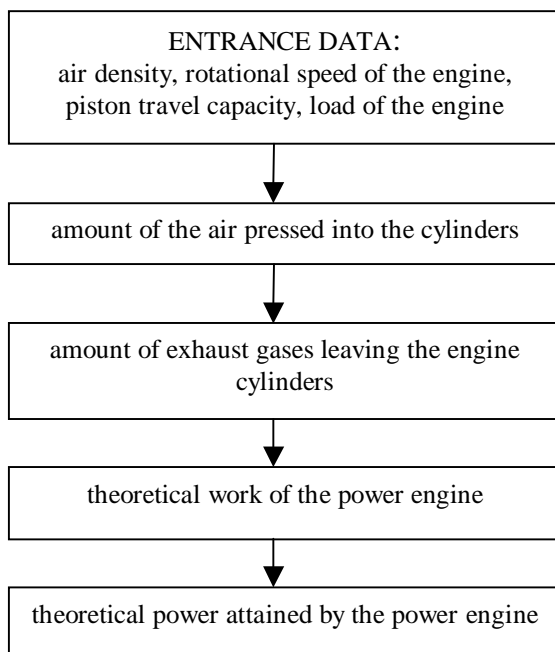 ENTRANCE DATA:
air density, rotational speed of the engine,
piston travel capacity, load of the engine
amount of the air pressed into the cylinders
amount of exhaust gases leaving the engine
cylinders
theoretical work of the power engine
theoretical power attained by the power engine